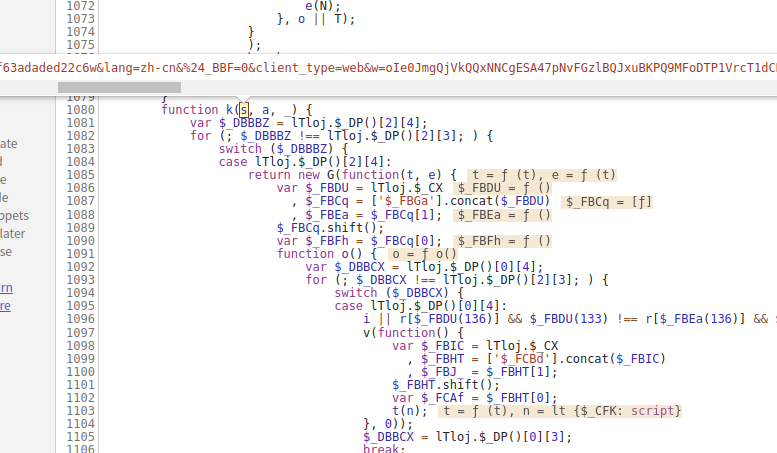 1072 e(N);
1073 }, o || T);
1074 }
1075 );
f63adaded22c6w&lang=zh-cn&%24_BBF=0&client_type=web&w=oIe0JmgQjVkQQxNNCgESA47pNvFGzlBQJxuBKPQ9MFoDTP1VrcT1dC
1079 }
1080 function k(s, a, _) {
1081 var $_DBBBZ = lTloj.$_DP()[2][4];
1082 for (; $_DBBBZ !== lTloj.$_DP()[2][3]; ) {
1083 switch ($_DBBBZ) {
ate
1084 case lTloj.$_DP()[2][4]:
d
1085 return new G(function(t, e) { t = ƒ (t), e = ƒ (t)
e
1086 var $_FBDU = lTloj.$_CX $_FBDU = ƒ ()
1087 , $_FBCq = ['$_FBGa'].concat($_FBDU) $_FBCq = [ƒ]
de
1088 , $_FBEa = $_FBCq[1]; $_FBEa = ƒ ()
ppets
1089 $_FBCq.shift();
later
1090 var $_FBFh = $_FBCq[0]; $_FBFh = ƒ ()
1091 function o() { o = ƒ o()
se
1092 var $_DBBCX = lTloj.$_DP()[0][4];
1093 for (; $_DBBCX !== lTloj.$_DP()[2][3]; ) {
1094 switch ($_DBBCX) {
rn
1095 case lTloj.$_DP()[0][4]:
re
1096 i || r[$_FBDU(136)] && $_FBDU(133) !== r[$_FBEa(136)] &&
1097 v(function() {
1098 var $_FBIC = lTloj.$_CX
1099 , $_FBHT = ['$_FCBd'].concat($_FBIC)
1100 , $_FBJ_ = $_FBHT[1];
1101 $_FBHT.shift();
1102 var $_FCAf = $_FBHT[0];
1103 t(n); t = ƒ (t), n = lt {$_CFK: script}
1104 }, 0));
1105 $_DBBCX = lTloj.$_DP()[0][3];
1106 break;